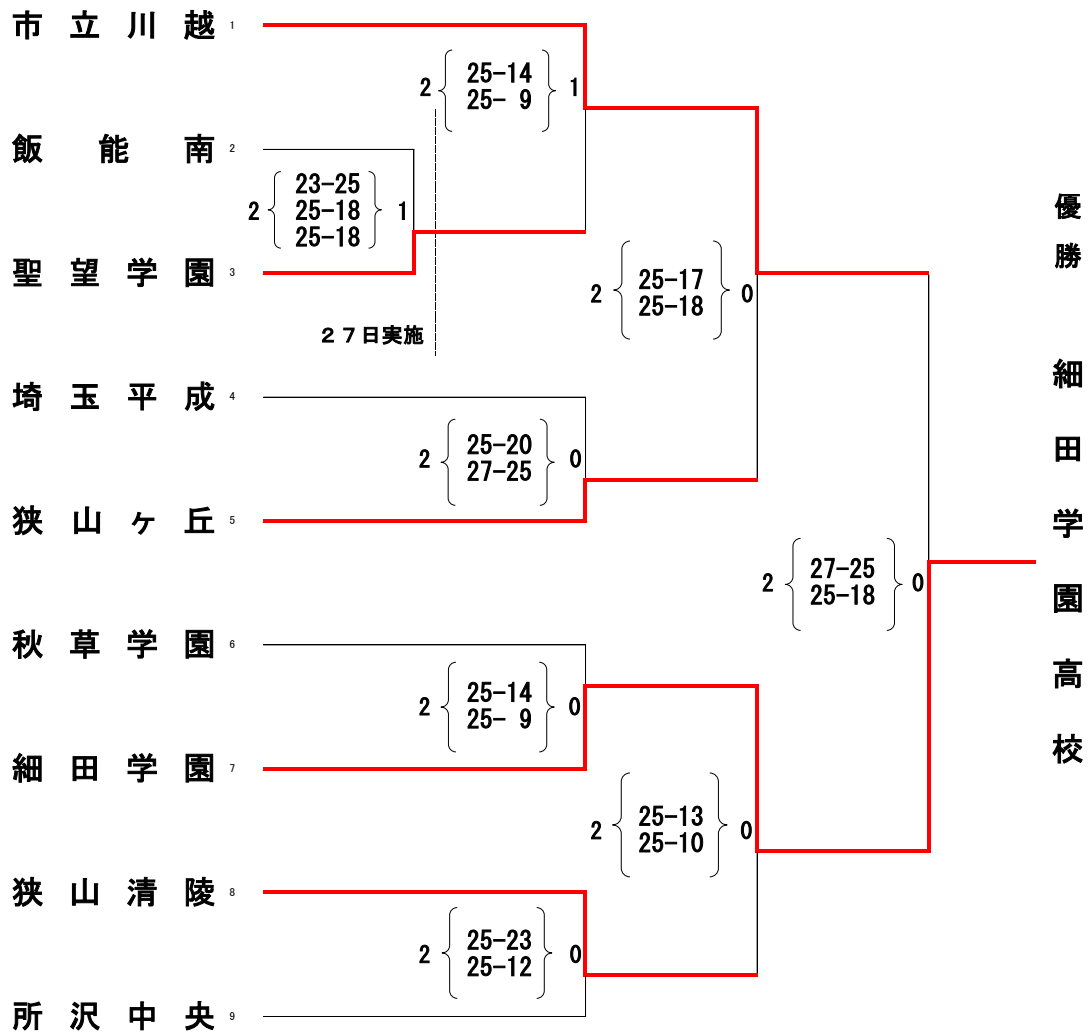 市立川越 1
2 25-14 1
25- 9
飯能南 2
2 23-25 1
25-18
25-18
聖望学園 3
27日実施
2 25-17 0
25-18
埼玉平成 4
2 25-20 0
27-25
狭山ヶ丘 5
2 27-25 0
25-18
秋草学園 6
2 25-14 0
25- 9
細田学園 7
2 25-13 0
25-10
狭山清陵 8
2 25-23 0
25-12
所沢中央 9
優勝 細田学園高校